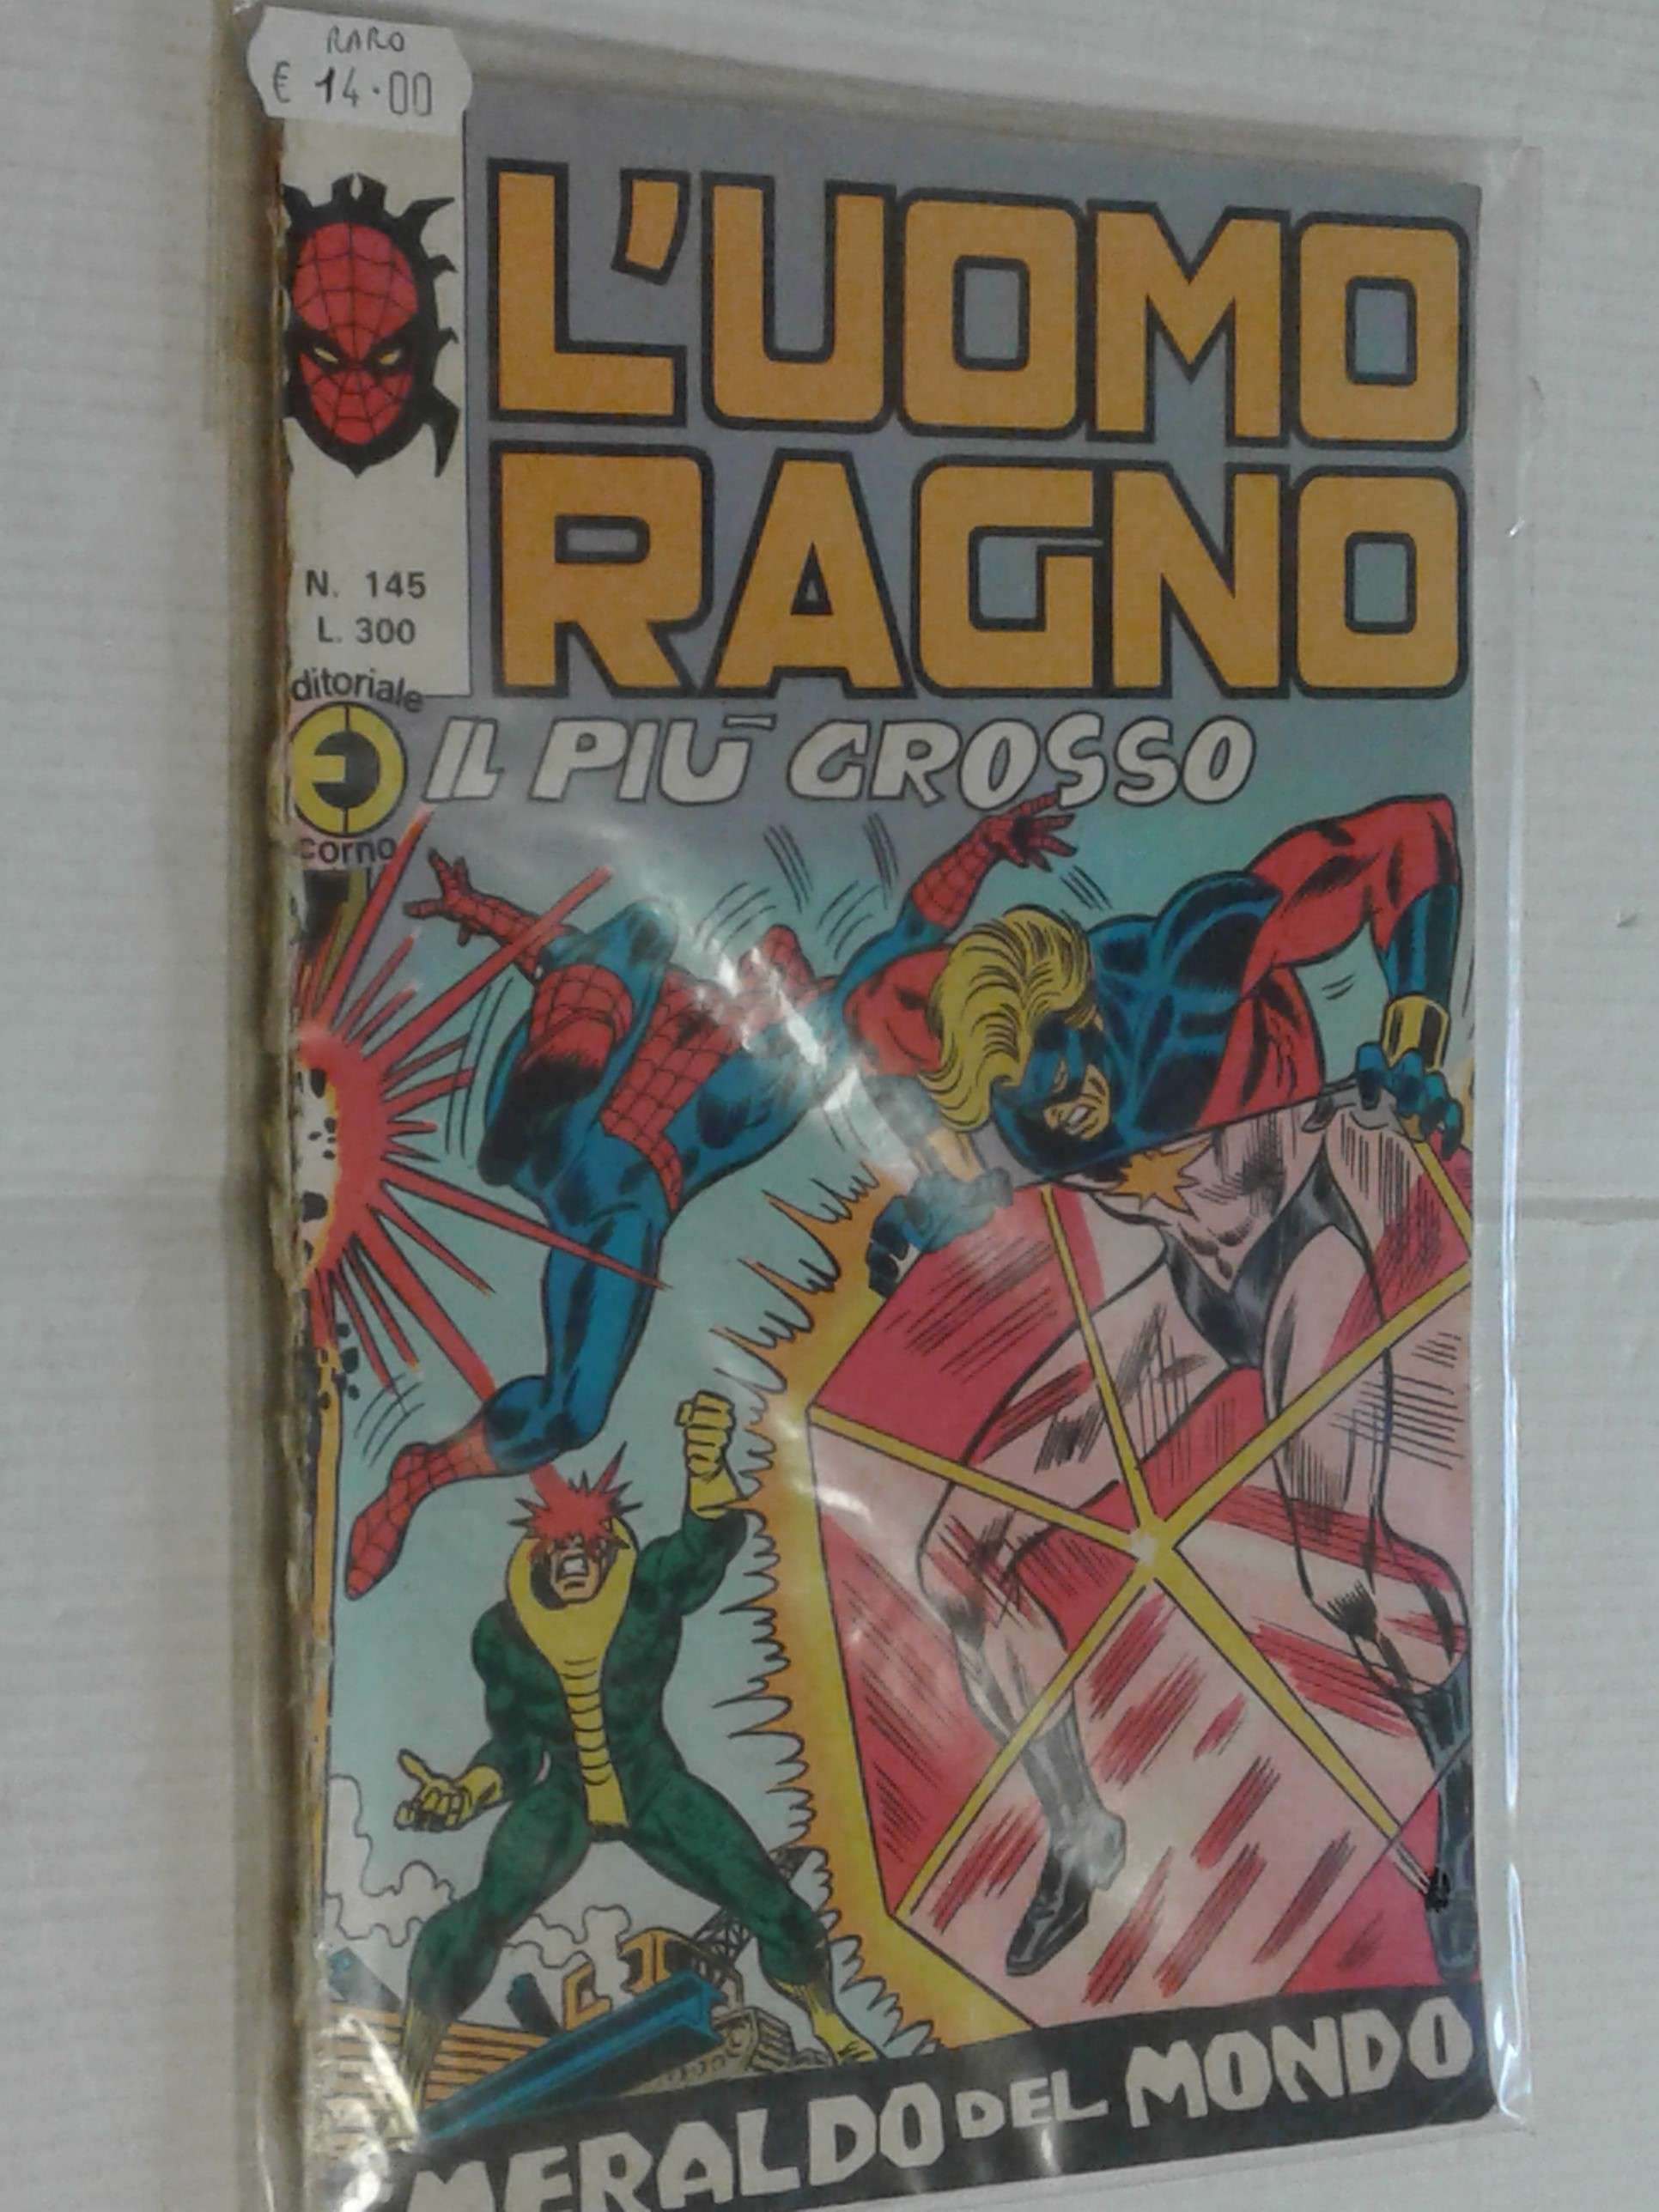 RARO
€ 14.00
L'UOMO
RAGNO
N. 145
L. 300
ditoriale
corno
IL PIÙ GROSSO
MERALDO DEL MONDO